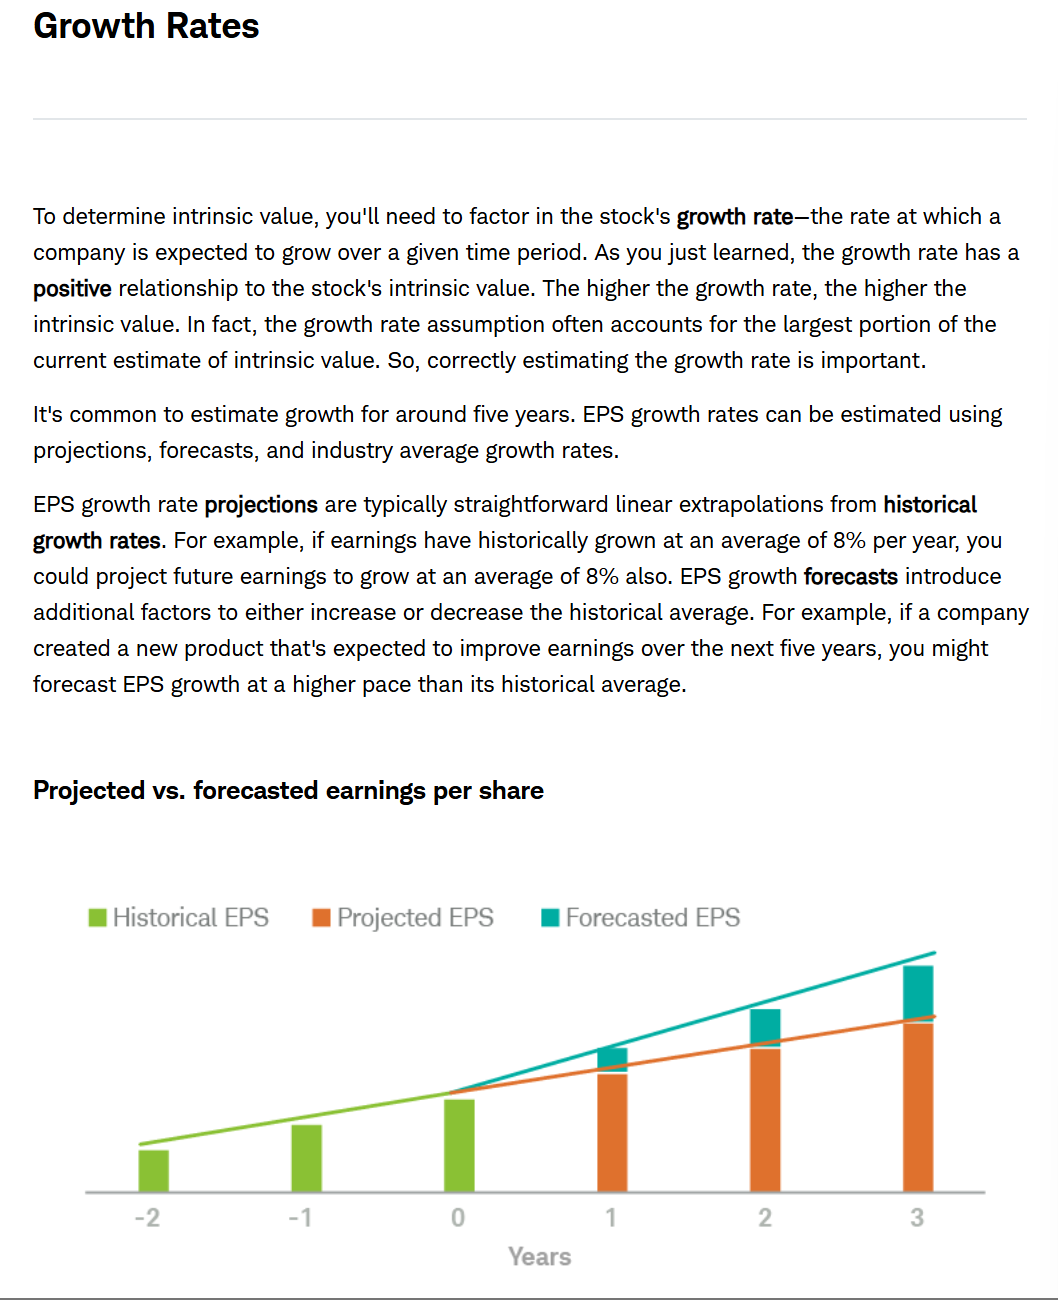 Growth Rates
To determine intrinsic value, you'll need to factor in the stock's growth rate—the rate at which a
company is expected to grow over a given time period. As you just learned, the growth rate has a
positive relationship to the stock's intrinsic value. The higher the growth rate, the higher the
intrinsic value. In fact, the growth rate assumption often accounts for the largest portion of the
current estimate of intrinsic value. So, correctly estimating the growth rate is important.
It's common to estimate growth for around five years. EPS growth rates can be estimated using
projections, forecasts, and industry average growth rates.
EPS growth rate projections are typically straightforward linear extrapolations from historical
growth rates. For example, if earnings have historically grown at an average of 8% per year, you
could project future earnings to grow at an average of 8% also. EPS growth forecasts introduce
additional factors to either increase or decrease the historical average. For example, if a company
created a new product that's expected to improve earnings over the next five years, you might
forecast EPS growth at a higher pace than its historical average.
Projected vs. forecasted earnings per share
Historical EPS Projected EPS Forecasted EPS
-2 -1 0 1 2 3
Years